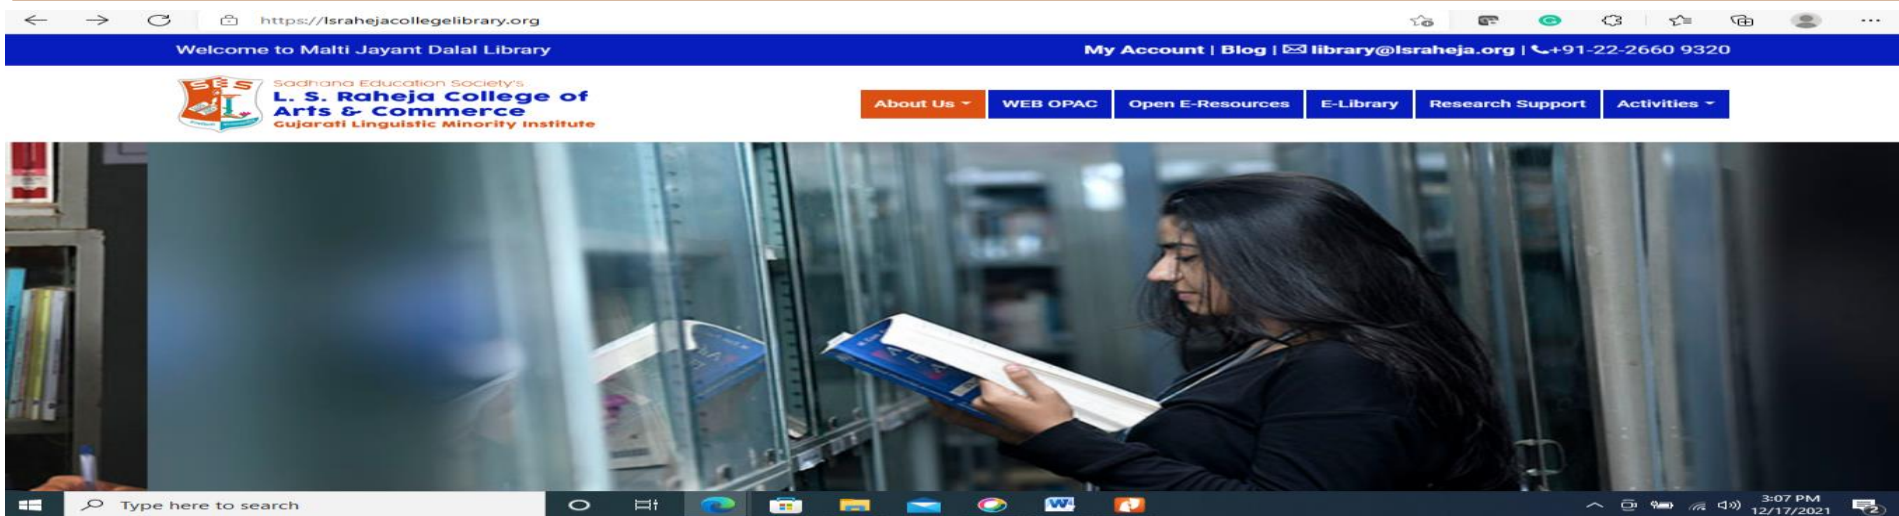 https://lsrahejacollegelibrary.org
Welcome to Malti Jayant Dalal Library
My Account | Blog | library@lsraheja.org | +91-22-2660 9320
SES
Sadhana Education Society's
L. S. Raheja College of
Arts & Commerce
Gujarati Linguistic Minority Institute
About Us
WEB OPAC
Open E-Resources
E-Library
Research Support
Activities
Type here to search
W
3:07 PM
12/17/2021
2